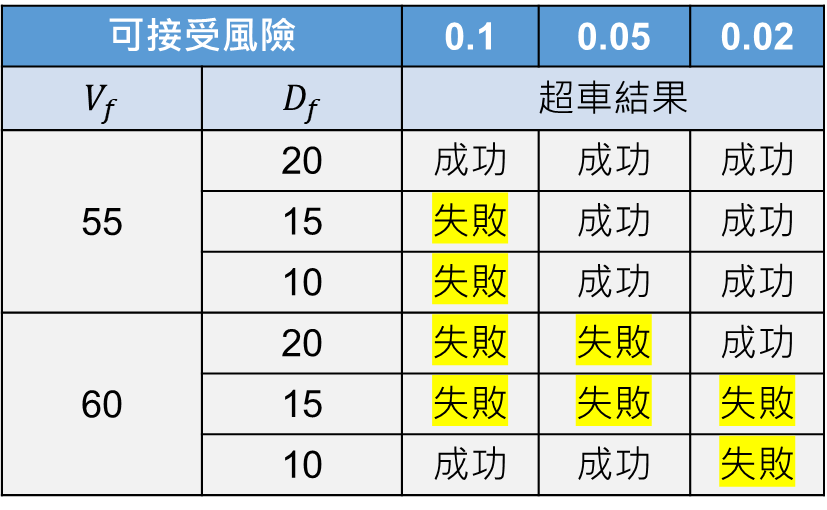 可接受風險 0.1 0.05 0.02
V_f D_f 超車結果
55 20 成功 成功 成功
15 失敗 成功 成功
10 失敗 成功 成功
60 20 失敗 失敗 成功
15 失敗 失敗 失敗
10 成功 成功 失敗